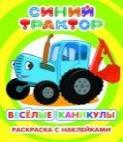 СИНИЙ
ТРАКТОР
ВЕСЁЛЫЕ КАНИКУЛЫ
РАСКРАСКА С НАКЛЕЙКАМИ